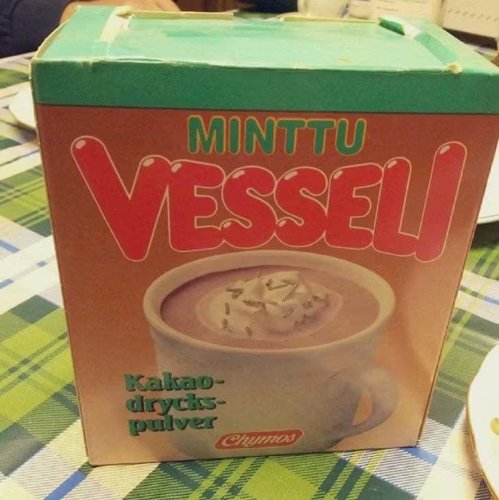 MINTTU
VESSELI
Kakao-
drycks-
pulver
Chymos